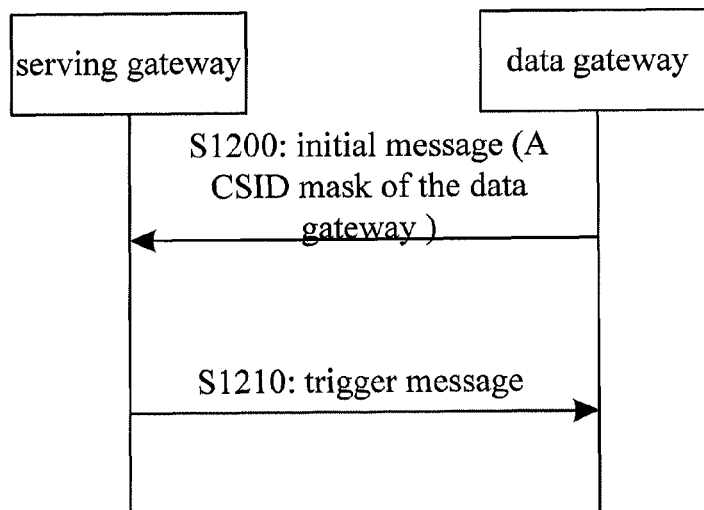 serving gateway
data gateway
S1200: initial message (A
CSID mask of the data
gateway )
S1210: trigger message